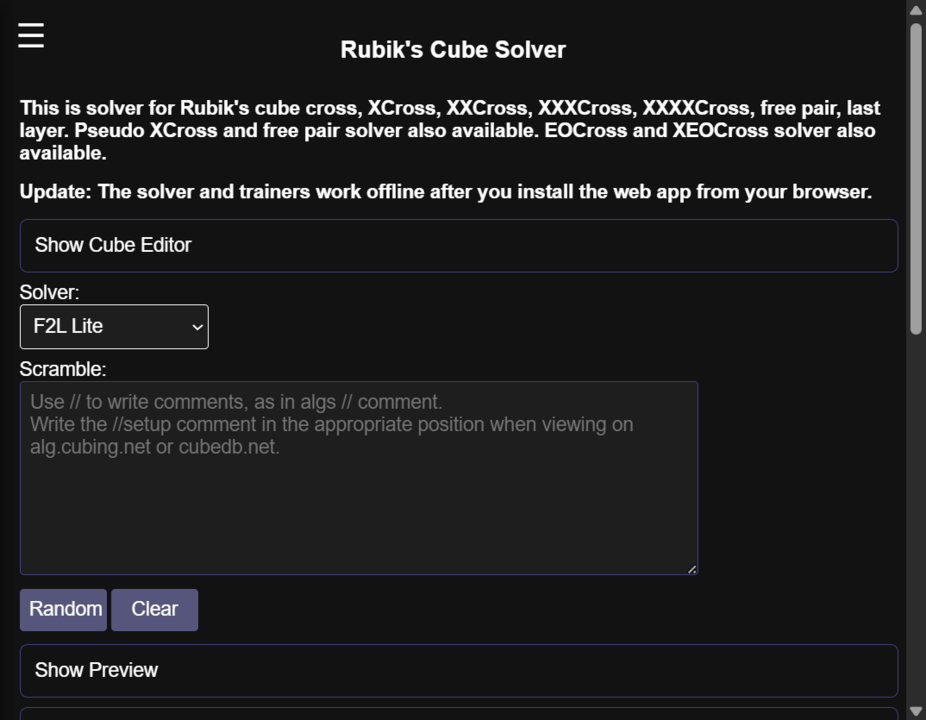 Rubik's Cube Solver
This is solver for Rubik's cube cross, XCross, XXCross, XXXCross, XXXXCross, free pair, last
layer. Pseudo XCross and free pair solver also available. EOCross and XEOCross solver also
available.
Update: The solver and trainers work offline after you install the web app from your browser.
Show Cube Editor
Solver:
F2L Lite
Scramble:
Use // to write comments, as in algs // comment.
Write the //setup comment in the appropriate position when viewing on
alg.cubing.net or cubedb.net.
Random Clear
Show Preview